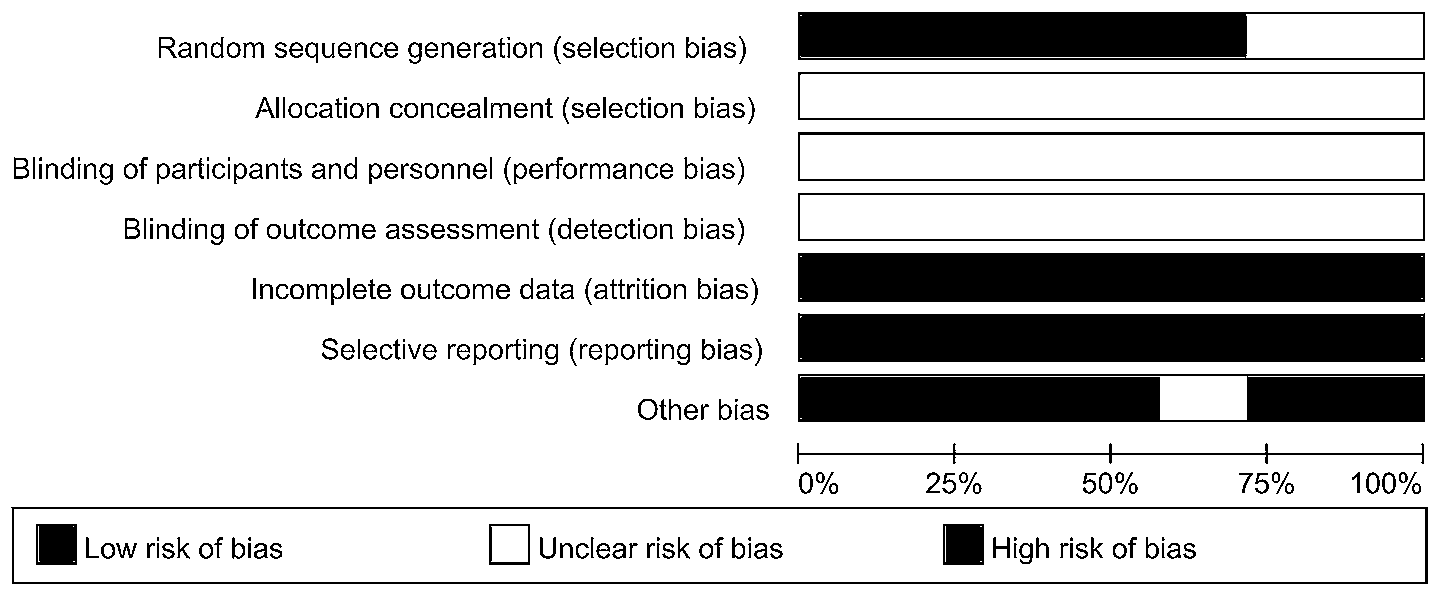 Random sequence generation (selection bias)
Allocation concealment (selection bias)
Blinding of participants and personnel (performance bias)
Blinding of outcome assessment (detection bias)
Incomplete outcome data (attrition bias)
Selective reporting (reporting bias)
Other bias
0% 25% 50% 75% 100%
Low risk of bias Unclear risk of bias High risk of bias